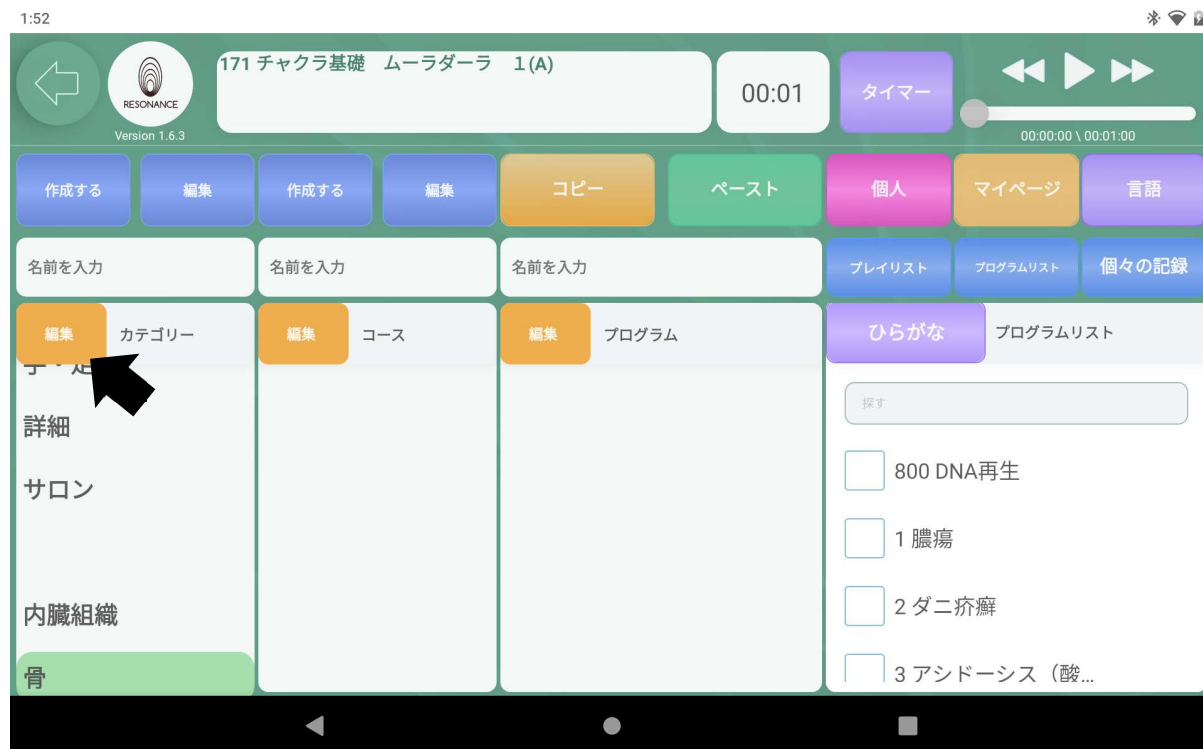 1:52
171 チャクラ基礎　ムーラダーラ　１(A)
RESONANCE
Version 1.6.3
00:01
タイマー
00:00:00 \ 00:01:00
作成する
編集
作成する
編集
コピー
ペースト
個人
マイページ
言語
名前を入力
名前を入力
名前を入力
プレイリスト
プログラムリスト
個々の記録
編集
カテゴリー
編集
コース
編集
プログラム
ひらがな
プログラムリスト
詳細
サロン
内臓組織
骨
探す
800 DNA再生
1 膿瘍
2 ダニ疥癬
3 アシドーシス（酸...